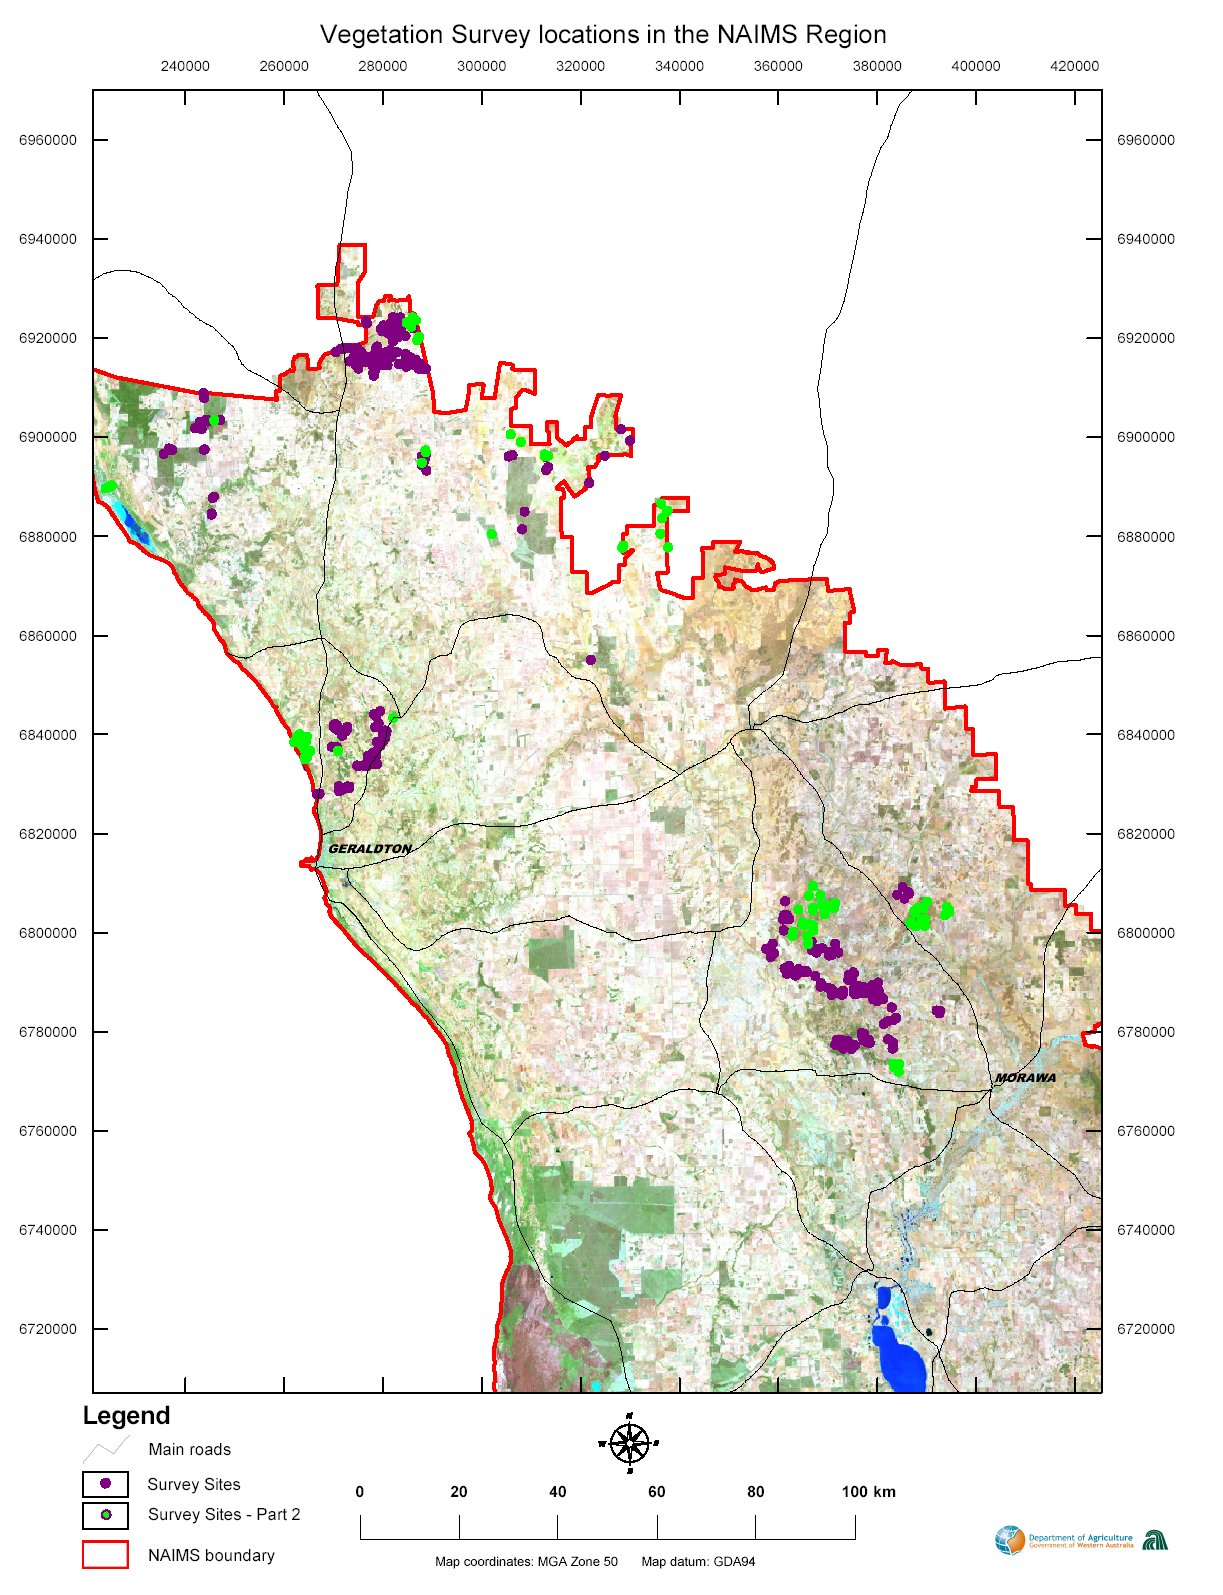 Vegetation Survey locations in the NAIMS Region
240000 260000 280000 300000 320000 340000 360000 380000 400000 420000
6960000 6960000
6940000 6940000
6920000 6920000
6900000 6900000
6880000 6880000
6860000 6860000
6840000 6840000
6820000 6820000
GERALDTON
6800000 6800000
6780000 6780000
MORAWA
6760000 6760000
6740000 6740000
6720000 6720000
Legend
Main roads
Survey Sites
Survey Sites - Part 2
NAIMS boundary
N
W E
S
0 20 40 60 80 100 km
Map coordinates: MGA Zone 50 Map datum: GDA94
Department of Agriculture
Government of Western Australia